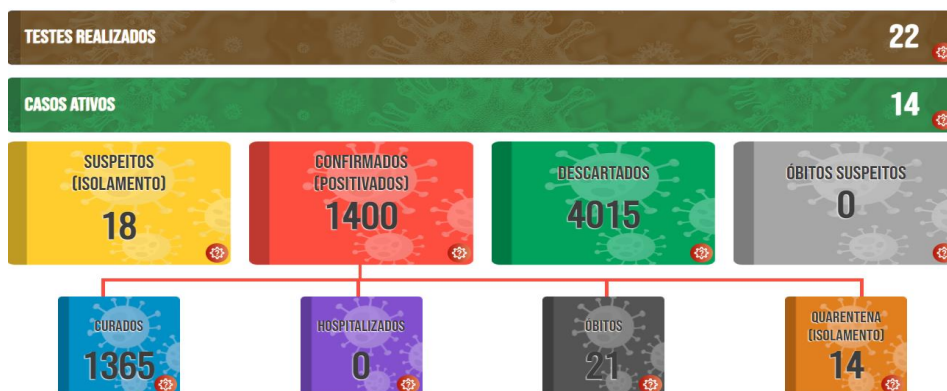 TESTES REALIZADOS 22
CASOS ATIVOS 14
SUSPEITOS
(ISOLAMENTO)
18
CONFIRMADOS
(POSITIVADOS)
1400
DESCARTADOS
4015
ÓBITOS SUSPEITOS
0
CURADOS
1365
HOSPITALIZADOS
0
ÓBITOS
21
QUARENTENA
(ISOLAMENTO)
14